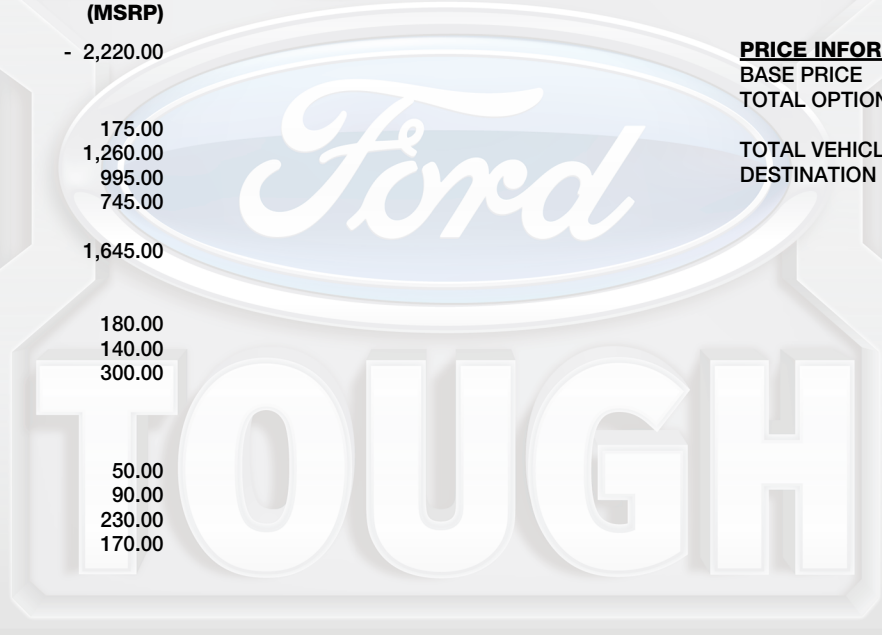 (MSRP)
- 2,220.00
175.00
1,260.00
995.00
745.00
1,645.00
180.00
140.00
300.00
50.00
90.00
230.00
170.00
PRICE INFOR
BASE PRICE
TOTAL OPTION
TOTAL VEHICL
DESTINATION
Ford
TOUGH